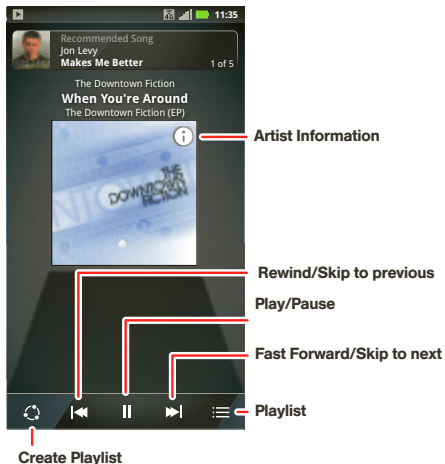 11:35
Recommended Song
Jon Levy
Makes Me Better
1 of 5
The Downtown Fiction
When You're Around
The Downtown Fiction (EP)
THE
DOWNTOWN
FICTION
Artist Information
Rewind/Skip to previous
Play/Pause
Fast Forward/Skip to next
Playlist
Create Playlist